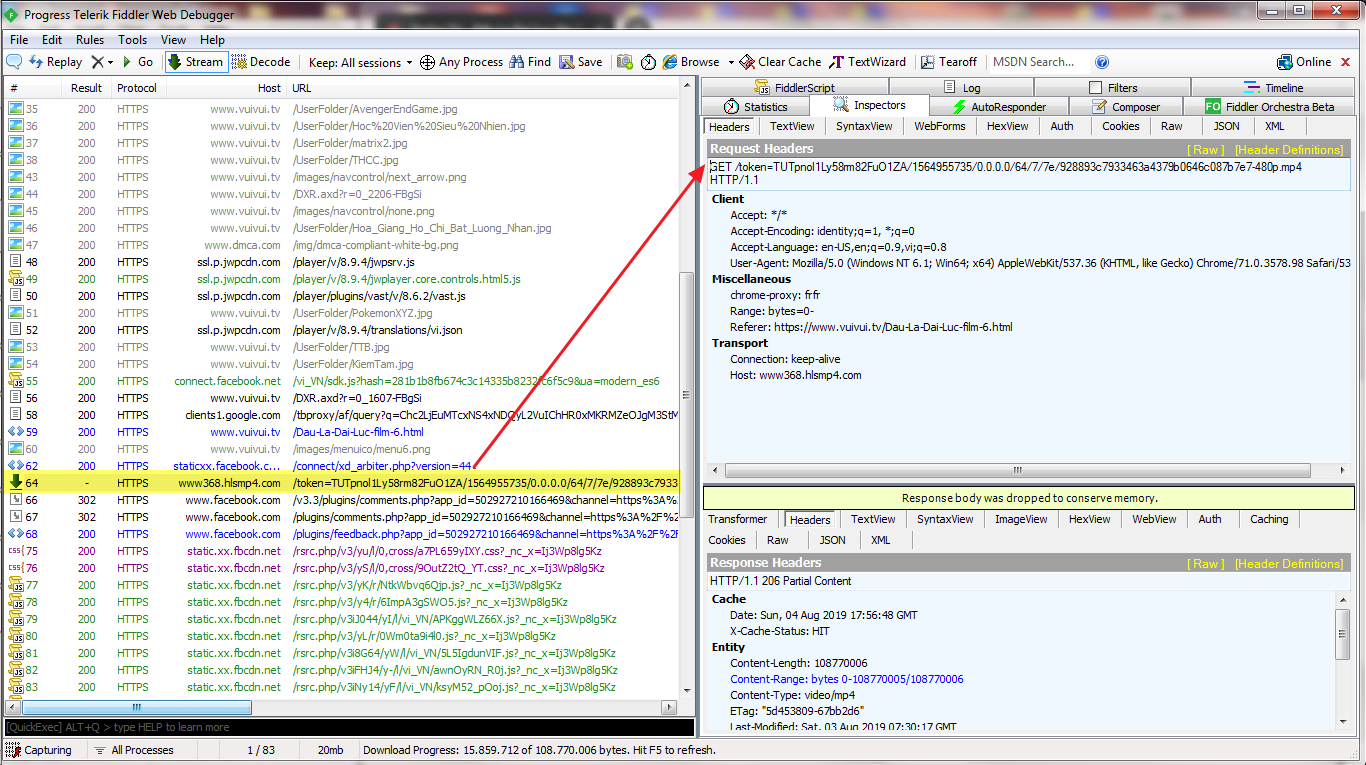 Progress Telerik Fiddler Web Debugger
File Edit Rules Tools View Help
Replay Go Stream Decode Keep: All sessions Any Process Find Save Browse Clear Cache TextWizard Tearoff MSDN Search... Online
# Result Protocol Host URL
35 200 HTTPS www.vuivui.tv /UserFolder/AvengerEndGame.jpg
36 200 HTTPS www.vuivui.tv /UserFolder/Hoc%20Vien%20Sieu%20Nhien.jpg
37 200 HTTPS www.vuivui.tv /UserFolder/matrix2.jpg
38 200 HTTPS www.vuivui.tv /UserFolder/THCC.jpg
41 200 HTTPS www.vuivui.tv /images/navcontrol/next_arrow.png
44 200 HTTPS www.vuivui.tv /DXR.axd?r=0_2206-FBgSi
45 200 HTTPS www.vuivui.tv /images/navcontrol/none.png
46 200 HTTPS www.vuivui.tv /UserFolder/Hoa_Giang_Ho_Chi_Bat_Luong_Nhan.jpg
47 200 HTTPS www.dmca.com /img/dmca-compliant-white-bg.png
48 200 HTTPS ssl.p.jwpcdn.com /player/v/8.9.4/jwpsrv.js
49 200 HTTPS ssl.p.jwpcdn.com /player/v/8.9.4/jwplayer.core.controls.html5.js
50 200 HTTPS ssl.p.jwpcdn.com /player/plugins/vast/v/8.6.2/vast.js
51 200 HTTPS www.vuivui.tv /UserFolder/PokemonXYZ.jpg
52 200 HTTPS ssl.p.jwpcdn.com /player/v/8.9.4/translations/vi.json
53 200 HTTPS www.vuivui.tv /UserFolder/TTB.jpg
54 200 HTTPS www.vuivui.tv /UserFolder/KiemTam.jpg
55 200 HTTPS connect.facebook.net /vi_VN/sdk.js?hash=281b1b8fb674c3c14335b8232fc6f5c9&ua=modern_es6
56 200 HTTPS www.vuivui.tv /DXR.axd?r=0_1607-FBgSi
58 200 HTTPS clients1.google.com
59 200 HTTPS www.vuivui.tv /Dau-La-Dai-Luc-film-6.html
60 200 HTTPS www.vuivui.tv /images/menuico/menu6.png
62 200 HTTPS staticxx.facebook.c... /connect/xd_arbiter.php?version=44
64 - HTTPS www368.hlsmp4.com /token=TUTpnol1Ly58rm82FuO1ZA/1564955735/0.0.0.0/64/7/7e/928893c7933
66 302 HTTPS www.facebook.com /v3.3/plugins/comments.php?app_id=502927210166469&channel=https%3A%
67 302 HTTPS www.facebook.com /plugins/comments.php?app_id=502927210166469&channel=https%3A%2F%2
68 200 HTTPS www.facebook.com /plugins/feedback.php?app_id=502927210166469&channel=https%3A%2F%2
75 200 HTTPS static.xx.fbcdn.net /rsrc.php/v3/yu/l/0,cross/a7PL659yIXY.css?_nc_x=Ij3Wp8lg5Kz
76 200 HTTPS static.xx.fbcdn.net /rsrc.php/v3/yS/l/0,cross/9OutZ2tQ_YT.css?_nc_x=Ij3Wp8lg5Kz
77 200 HTTPS static.xx.fbcdn.net /rsrc.php/v3/yK/r/NtkWbvq6Qjp.js?_nc_x=Ij3Wp8lg5Kz
78 200 HTTPS static.xx.fbcdn.net /rsrc.php/v3/y4/r/6ImpA3gSWO5.js?_nc_x=Ij3Wp8lg5Kz
79 200 HTTPS static.xx.fbcdn.net /rsrc.php/v3iJ044/yI/l/vi_VN/APKggWLZ66X.js?_nc_x=Ij3Wp8lg5Kz
80 200 HTTPS static.xx.fbcdn.net /rsrc.php/v3/yL/r/0Wm0ta9i4l0.js?_nc_x=Ij3Wp8lg5Kz
81 200 HTTPS static.xx.fbcdn.net /rsrc.php/v3i8G64/yW/l/vi_VN/5L5IgdunVIF.js?_nc_x=Ij3Wp8lg5Kz
82 200 HTTPS static.xx.fbcdn.net /rsrc.php/v3iFHJ4/y-/l/vi_VN/awnOyRN_R0j.js?_nc_x=Ij3Wp8lg5Kz
83 200 HTTPS static.xx.fbcdn.net /rsrc.php/v3iNy14/yF/l/vi_VN/ksyM52_pOoj.js?_nc_x=Ij3Wp8lg5Kz
[QuickExec] ALT+Q > type HELP to learn more
FiddlerScript Log Filters Timeline
Statistics Inspectors AutoResponder Composer FO Fiddler Orchestra Beta
Headers TextView SyntaxView WebForms HexView Auth Cookies Raw JSON XML
Request Headers [ Raw ] [Header Definitions]
GET /token=TUTpnol1Ly58rm82FuO1ZA/1564955735/0.0.0.0/64/7/7e/928893c7933463a4379b0646c087b7e7-480p.mp4
HTTP/1.1
Client
Accept: */*
Accept-Encoding: identity;q=1, *;q=0
Accept-Language: en-US,en;q=0.9,vi;q=0.8
User-Agent: Mozilla/5.0 (Windows NT 6.1; Win64; x64) AppleWebKit/537.36 (KHTML, like Gecko) Chrome/71.0.3578.98 Safari/53
Miscellaneous
chrome-proxy: frfr
Range: bytes=0-
Referer: https://www.vuivui.tv/Dau-La-Dai-Luc-film-6.html
Transport
Connection: keep-alive
Host: www368.hlsmp4.com
Response body was dropped to conserve memory.
Transformer Headers TextView SyntaxView ImageView HexView WebView Auth Caching
Cookies Raw JSON XML
Response Headers [ Raw ] [Header Definitions]
HTTP/1.1 206 Partial Content
Cache
Date: Sun, 04 Aug 2019 17:56:48 GMT
X-Cache-Status: HIT
Entity
Content-Length: 108770006
Content-Range: bytes 0-108770005/108770006
Content-Type: video/mp4
ETag: "5d453809-67bb2d6"
Last-Modified: Sat, 03 Aug 2019 07:30:17 GMT
Capturing All Processes 1 / 83 20mb Download Progress: 15.859.712 of 108.770.006 bytes. Hit F5 to refresh.